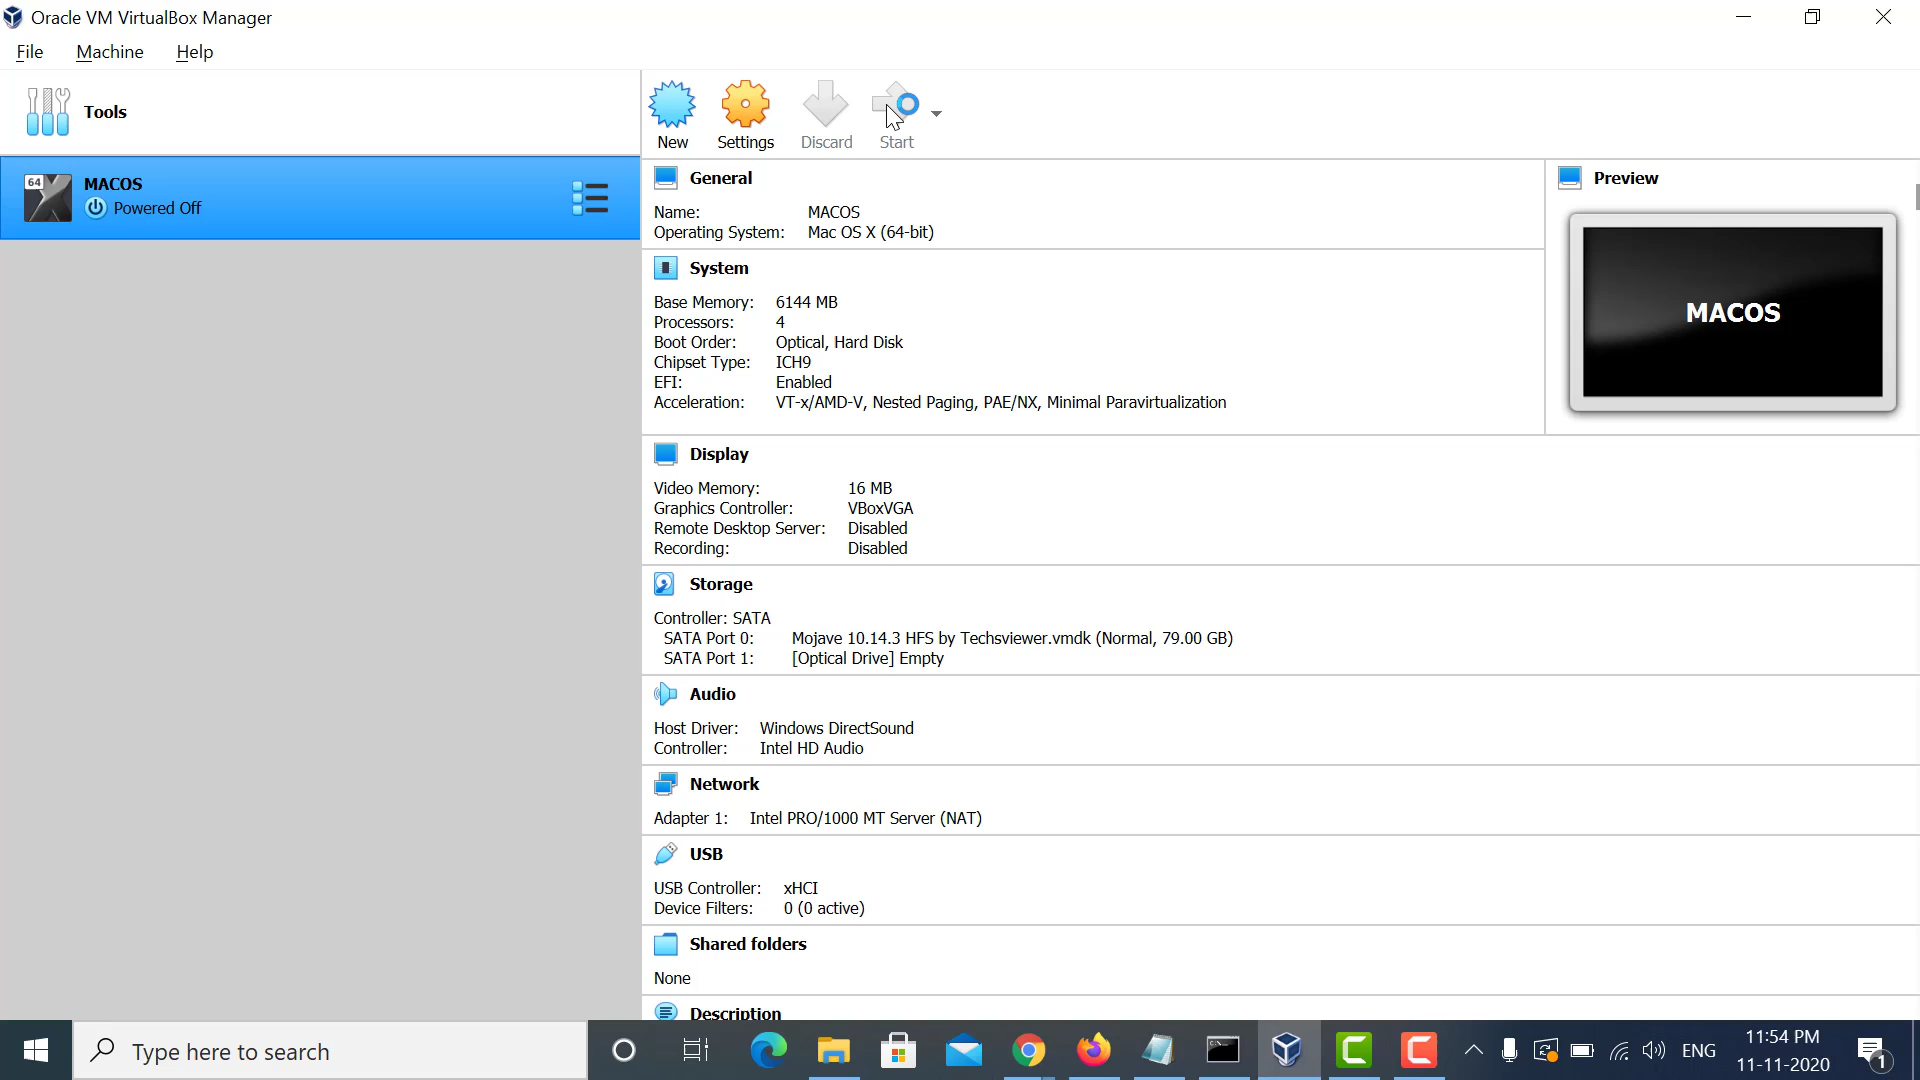 Oracle VM VirtualBox Manager
File Machine Help
Tools
New Settings Discard Start
64
MACOS
Powered Off
General
Name: MACOS
Operating System: Mac OS X (64-bit)
Preview
MACOS
System
Base Memory: 6144 MB
Processors: 4
Boot Order: Optical, Hard Disk
Chipset Type: ICH9
EFI: Enabled
Acceleration: VT-x/AMD-V, Nested Paging, PAE/NX, Minimal Paravirtualization
Display
Video Memory: 16 MB
Graphics Controller: VBoxVGA
Remote Desktop Server: Disabled
Recording: Disabled
Storage
Controller: SATA
SATA Port 0: Mojave 10.14.3 HFS by Techsviewer.vmdk (Normal, 79.00 GB)
SATA Port 1: [Optical Drive] Empty
Audio
Host Driver: Windows DirectSound
Controller: Intel HD Audio
Network
Adapter 1: Intel PRO/1000 MT Server (NAT)
USB
USB Controller: xHCI
Device Filters: 0 (0 active)
Shared folders
None
Description
Type here to search
ENG
11:54 PM
11-11-2020
1